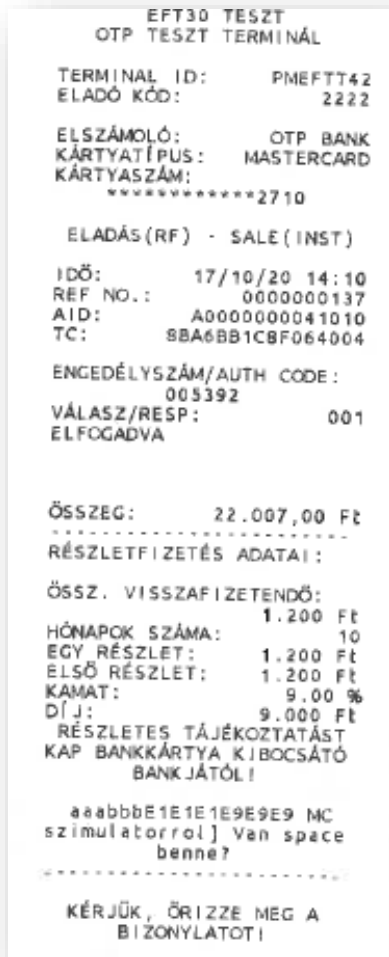 EFT30 TESZT
OTP TESZT TERMINÁL
TERMINAL ID: PMEFTT42
ELADÓ KÓD: 2222
ELSZÁMOLÓ: OTP BANK
KÁRTYATÍPUS: MASTERCARD
KÁRTYASZÁM:
************2710
ELADÁS(RF) - SALE(INST)
IDŐ: 17/10/20 14:10
REF NO.: 0000000137
AID: A0000000041010
TC: 8BA6BB1C8F064004
ENGEDÉLYSZÁM/AUTH CODE:
005392
VÁLASZ/RESP: 001
ELFOGADVA
ÖSSZEG: 22.007,00 Ft
RÉSZLETFIZETÉS ADATAI:
ÖSSZ. VISSZAFIZETENDŐ:
1.200 Ft
HÓNAPOK SZÁMA: 10
EGY RÉSZLET: 1.200 Ft
ELSŐ RÉSZLET: 1.200 Ft
KAMAT: 9.00 %
DÍJ: 9.000 Ft
RÉSZLETES TÁJÉKOZTATÁST
KAP BANKKÁRTYA KIBOCSÁTÓ
BANKJÁTÓL!
aaabbbE1E1E1E9E9E9 MC
szimulatorrol] Van space
benne?
KÉRJÜK, ŐRIZZE MEG A
BIZONYLATOT!